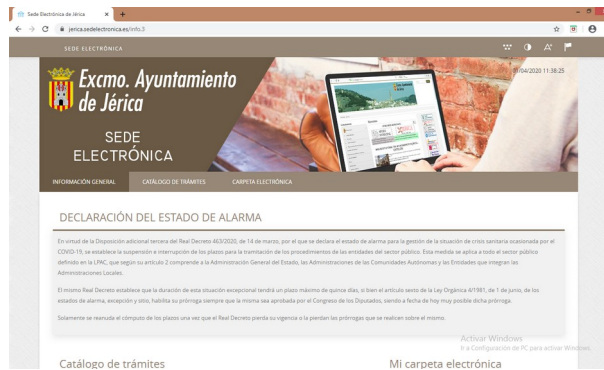 Sede Electrónica de Jérica
jerica.sedelectronica.es/info.3
SEDE ELECTRÓNICA
01/04/2020 11:38:25
Excmo. Ayuntamiento
de Jérica
SEDE
ELECTRÓNICA
INFORMACIÓN GENERAL CATÁLOGO DE TRÁMITES CARPETA ELECTRÓNICA
DECLARACIÓN DEL ESTADO DE ALARMA
En virtud de la Disposición adicional tercera del Real Decreto 463/2020, de 14 de marzo, por el que se declara el estado de alarma para la gestión de la situación de crisis sanitaria ocasionada por el
COVID-19, se establece la suspensión e interrupción de los plazos para la tramitación de los procedimientos de las entidades del sector público. Esta medida se aplica a todo el sector público
definido en la LPAC, que según su artículo 2 comprende a la Administración General del Estado, las Administraciones de las Comunidades Autónomas y las Entidades que integran las
Administraciones Locales.
El mismo Real Decreto establece que la duración de esta situación excepcional tendrá un plazo máximo de quince días, si bien el artículo sexto de la Ley Orgánica 4/1981, de 1 de junio, de los
estados de alarma, excepción y sitio, habilita su prórroga siempre que la misma sea aprobada por el Congreso de los Diputados, siendo a fecha de hoy muy posible dicha prórroga.
Solamente se reanuda el cómputo de los plazos una vez que el Real Decreto pierda su vigencia o la pierdan las prórrogas que se realicen sobre el mismo.
Activar Windows
Ir a Configuración de PC para activar Windows.
Catálogo de trámites Mi carpeta electrónica